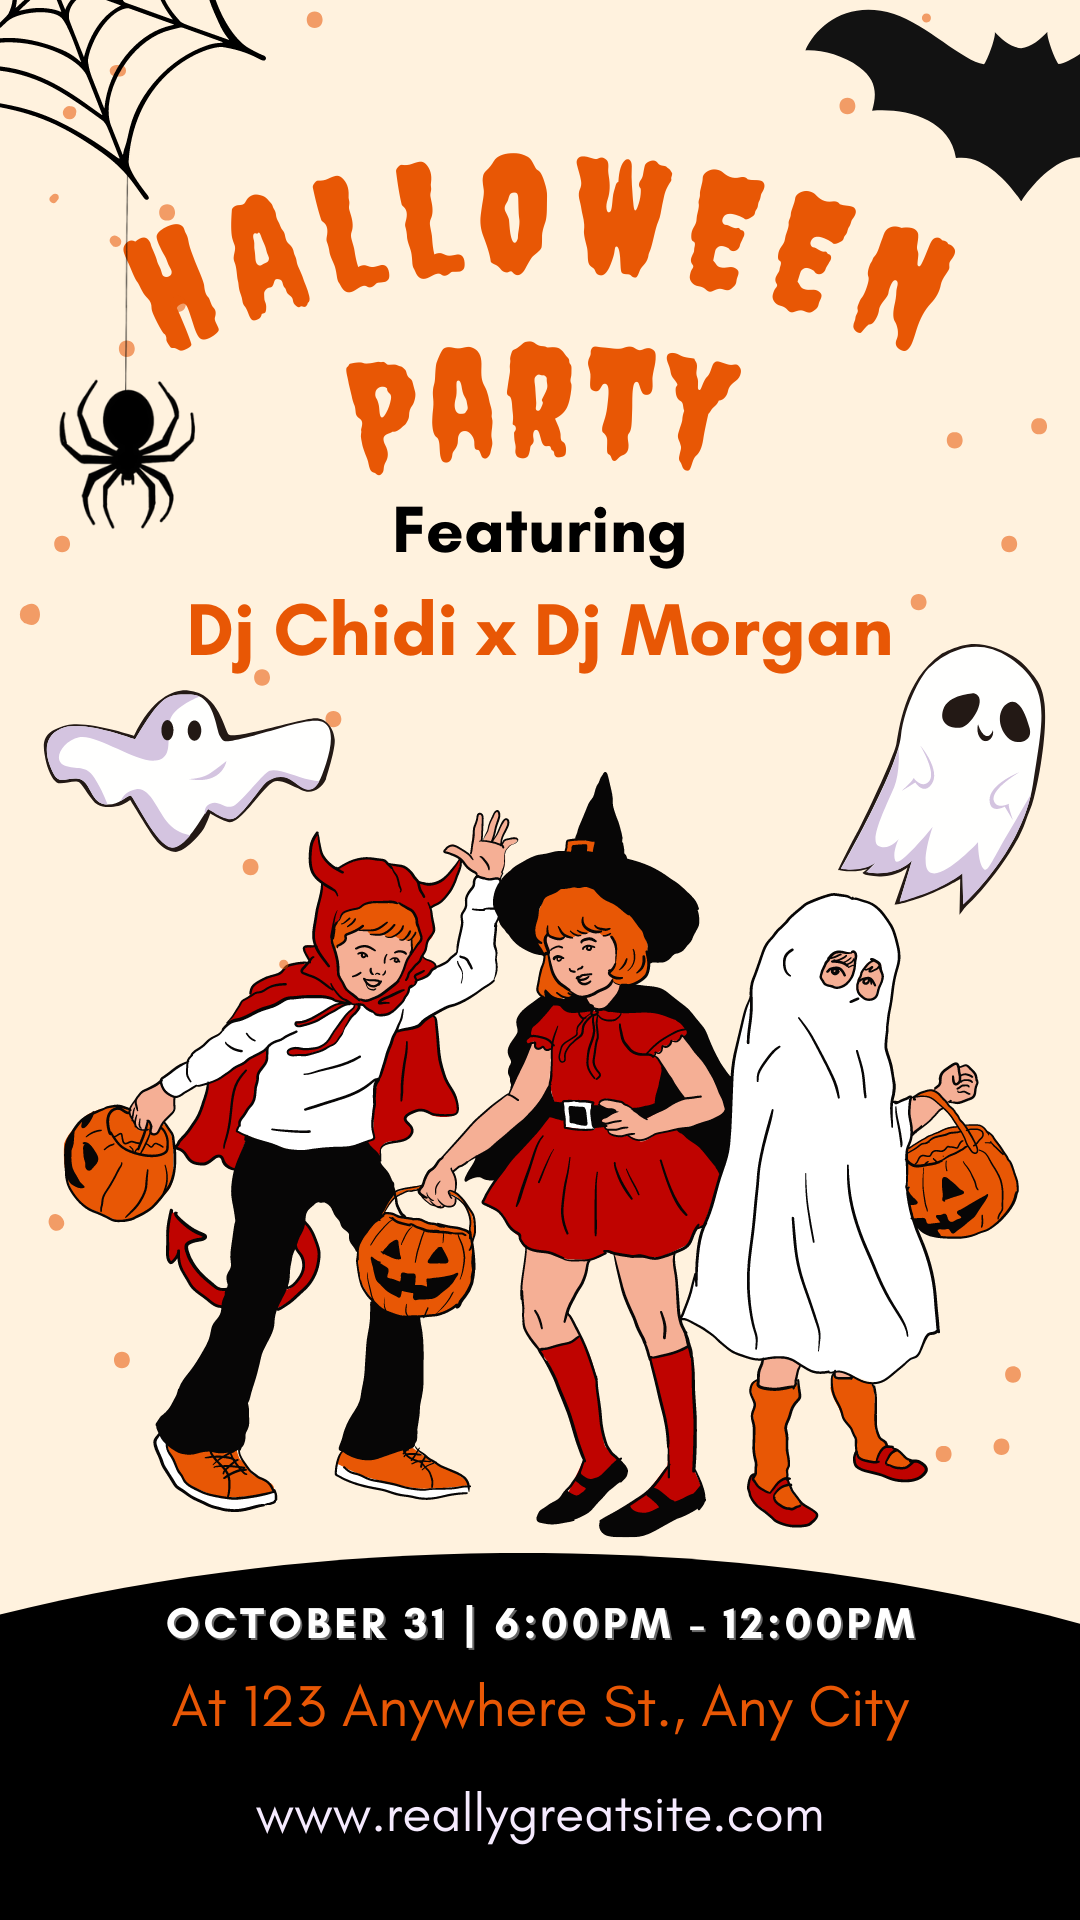 HALLOWEEN
PARTY
Featuring
Dj Chidi x Dj Morgan
OCTOBER 31 | 6:00PM - 12:00PM
At 123 Anywhere St., Any City
www.reallygreatsite.com